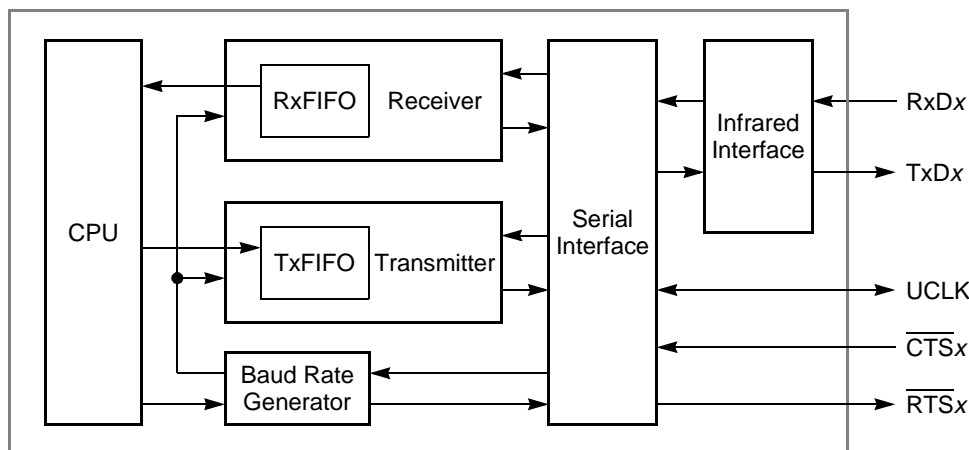 RxFIFO
Receiver
Infrared
Interface
RxDx
TxDx
CPU
TxFIFO
Transmitter
Serial
Interface
UCLK
CTSx
Baud Rate
Generator
RTSx